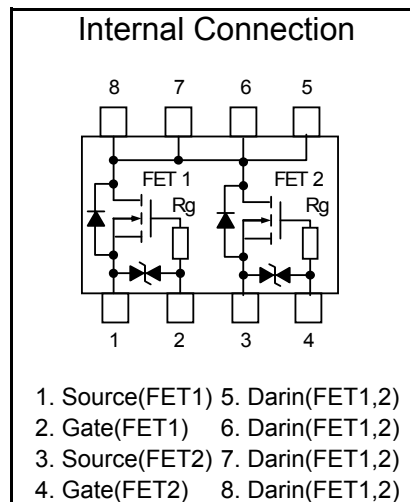 Internal Connection
8 7 6 5
FET 1 FET 2
Rg Rg
1 2 3 4
1. Source(FET1) 5. Darin(FET1,2)
2. Gate(FET1) 6. Darin(FET1,2)
3. Source(FET2) 7. Darin(FET1,2)
4. Gate(FET2) 8. Darin(FET1,2)